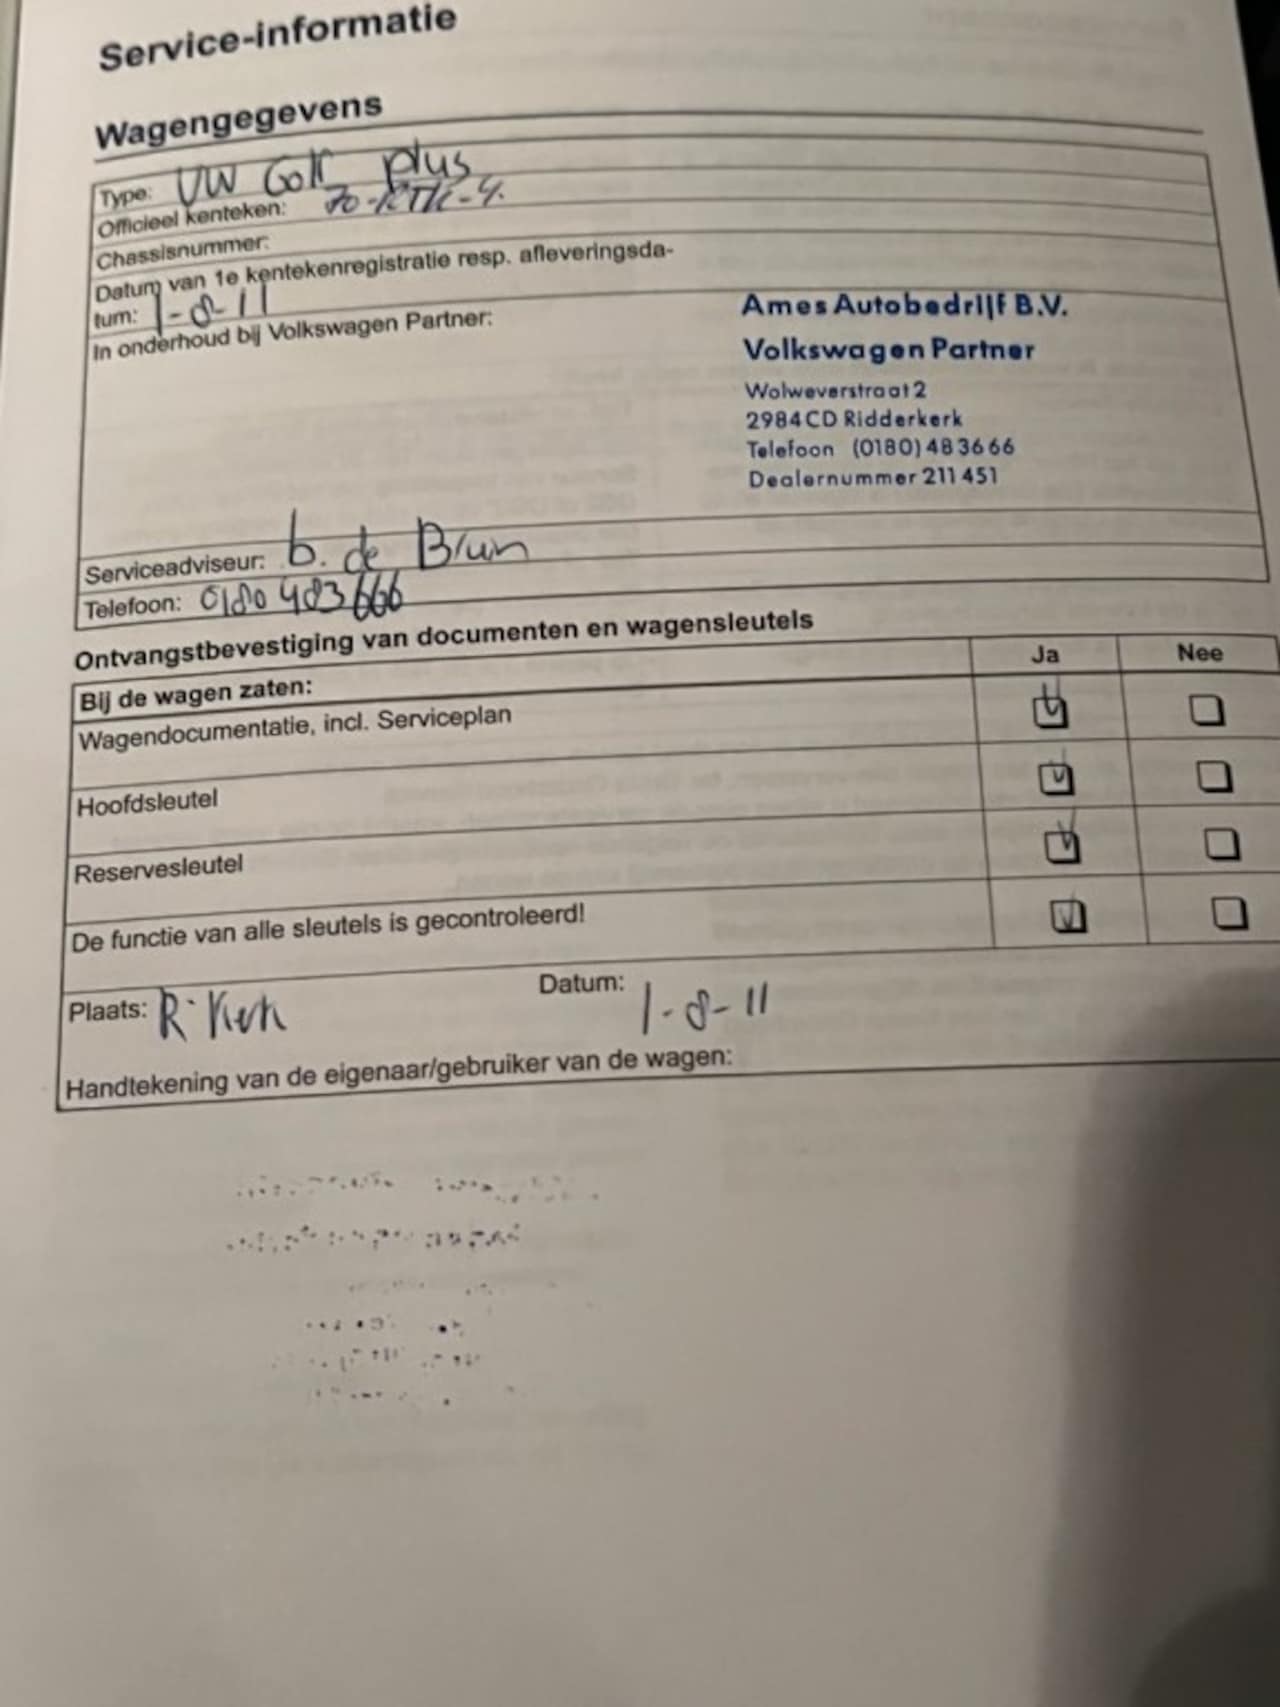 Service-informatie
Wagengegevens
Type: VW Golf plus
Officieel kenteken: 70-RTK-4.
Chassisnummer:
Datum van 1e kentekenregistratie resp. afleveringsda-
tum: 1-8-11
In onderhoud bij Volkswagen Partner:
Ames Autobedrijf B.V.
Volkswagen Partner
Wolweverstraat 2
2984 CD Ridderkerk
Telefoon (0180) 48 36 66
Dealernummer 211 451
Serviceadviseur: b. de Bruin
Telefoon: 0180 483666
Ontvangstbevestiging van documenten en wagensleutels
Bij de wagen zaten: Ja Nee
Wagendocumentatie, incl. Serviceplan
Hoofdsleutel
Reservesleutel
De functie van alle sleutels is gecontroleerd!
Plaats: R. Kerk Datum: 1-8-11
Handtekening van de eigenaar/gebruiker van de wagen: